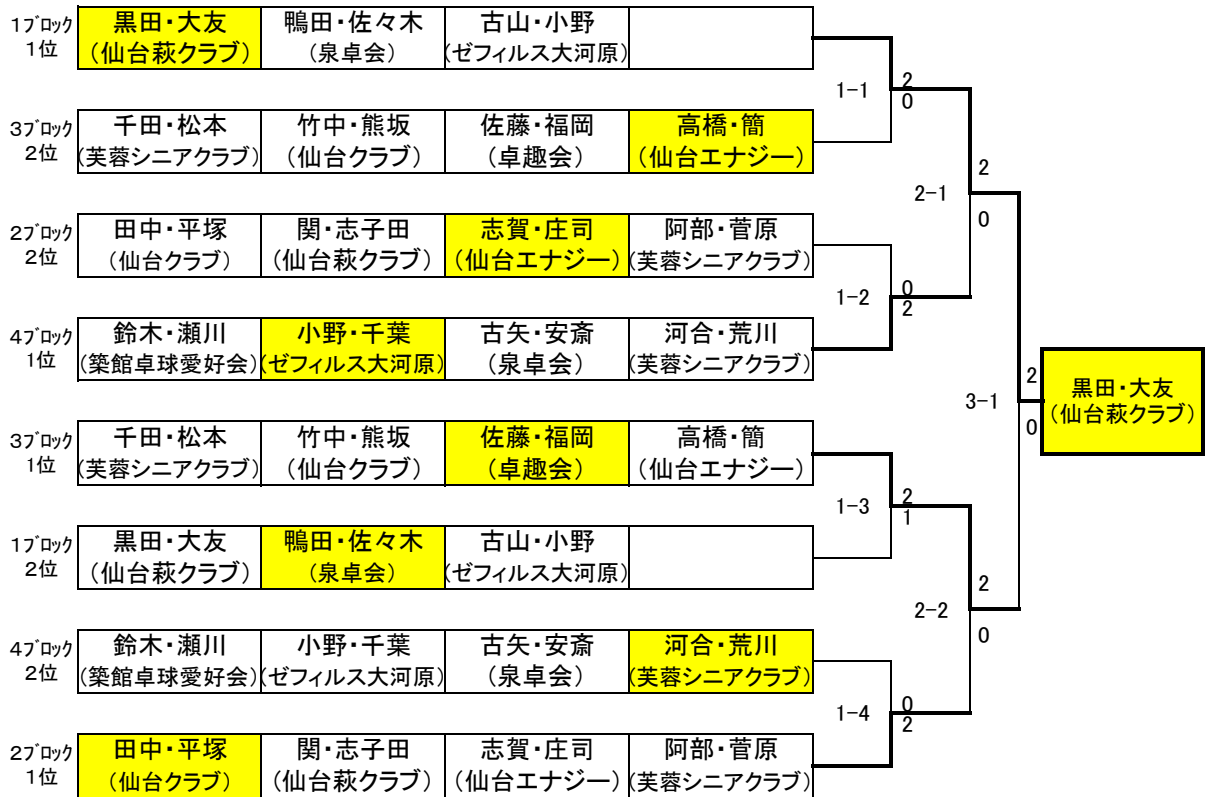 1ブロック 黒田・大友 鴨田・佐々木 古山・小野
1位 (仙台萩クラブ) (泉卓会) (ゼフィルス大河原)
1-1 2
0
3ブロック 千田・松本 竹中・熊坂 佐藤・福岡 高橋・簡
2位 (芙蓉シニアクラブ) (仙台クラブ) (卓趣会) (仙台エナジー)
2-1 2
0
2ブロック 田中・平塚 関・志子田 志賀・庄司 阿部・菅原
2位 (仙台クラブ) (仙台萩クラブ) (仙台エナジー) (芙蓉シニアクラブ)
1-2 0
2
4ブロック 鈴木・瀬川 小野・千葉 古矢・安斎 河合・荒川
1位 (築館卓球愛好会) (ゼフィルス大河原) (泉卓会) (芙蓉シニアクラブ)
3-1 2 黒田・大友
0 (仙台萩クラブ)
3ブロック 千田・松本 竹中・熊坂 佐藤・福岡 高橋・簡
1位 (芙蓉シニアクラブ) (仙台クラブ) (卓趣会) (仙台エナジー)
1-3 2
1
1ブロック 黒田・大友 鴨田・佐々木 古山・小野
2位 (仙台萩クラブ) (泉卓会) (ゼフィルス大河原)
2-2 2
0
4ブロック 鈴木・瀬川 小野・千葉 古矢・安斎 河合・荒川
2位 (築館卓球愛好会) (ゼフィルス大河原) (泉卓会) (芙蓉シニアクラブ)
1-4 0
2
2ブロック 田中・平塚 関・志子田 志賀・庄司 阿部・菅原
1位 (仙台クラブ) (仙台萩クラブ) (仙台エナジー) (芙蓉シニアクラブ)